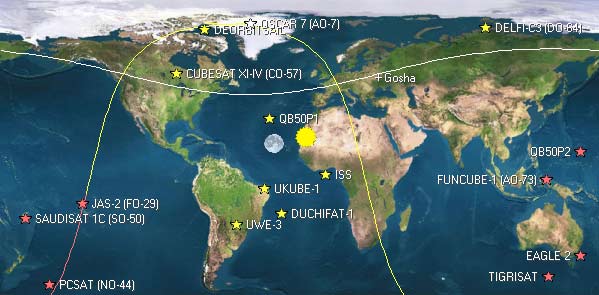 OSCAR 7 (AO-7)
DEORBITSAIL
DELFI-C3 (DO-64)
CUBESAT XI-IV (CO-57)
Gosha
QB50P1
QB50P2
ISS
FUNCUBE-1 (AO-73)
UKUBE-1
JAS-2 (FO-29)
DUCHIFAT-1
SAUDISAT 1C (SO-50)
UWE-3
EAGLE 2
TIGRISAT
PCSAT (NO-44)